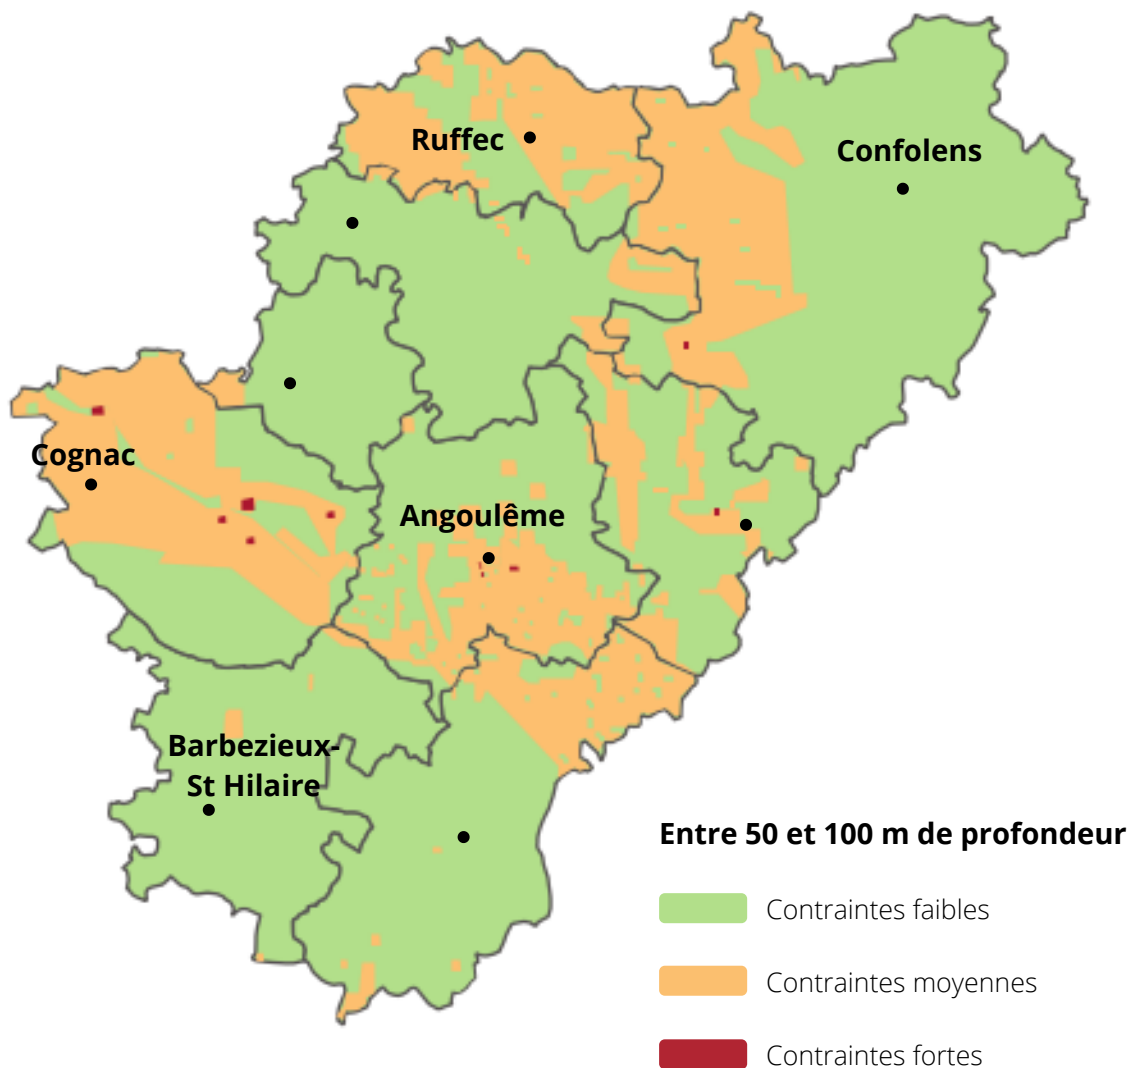 Ruffec
Confolens
Cognac
Angoulême
Barbezieux-
St Hilaire
Entre 50 et 100 m de profondeur
Contraintes faibles
Contraintes moyennes
Contraintes fortes